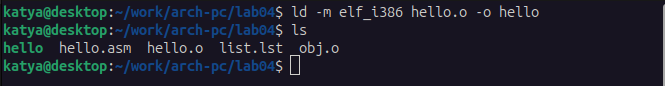 katya@desktop:~/work/arch-pc/lab04$ ld -m elf_i386 hello.o -o hello
katya@desktop:~/work/arch-pc/lab04$ ls
hello  hello.asm  hello.o  list.lst  obj.o
katya@desktop:~/work/arch-pc/lab04$